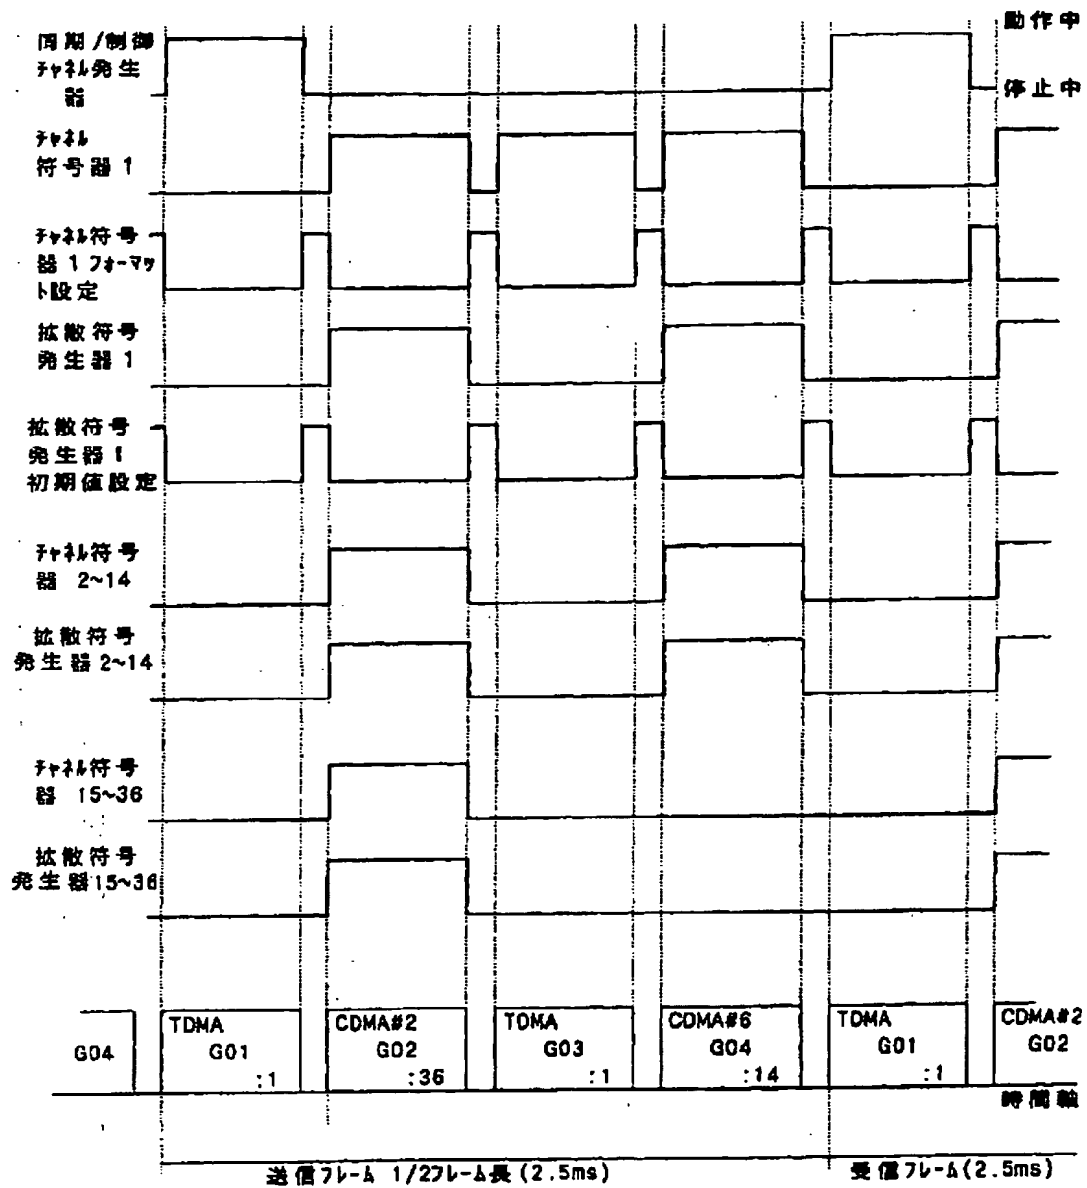 動作中
同期/制御
チャネル発生
器
停止中
チャネル
符号器 1
チャネル符号
器 1 フォーマッ
ト設定
拡散符号
発生器 1
拡散符号
発生器 1
初期値設定
チャネル符号
器 2~14
拡散符号
発生器 2~14
チャネル符号
器 15~36
拡散符号
発生器15~36
G04
TDMA
G01
:1
CDMA#2
G02
:36
TDMA
G03
:1
CDMA#6
G04
:14
TDMA
G01
:1
CDMA#2
G02
時間軸
送信フレーム 1/2フレーム長 (2.5ms)
受信フレーム(2.5ms)